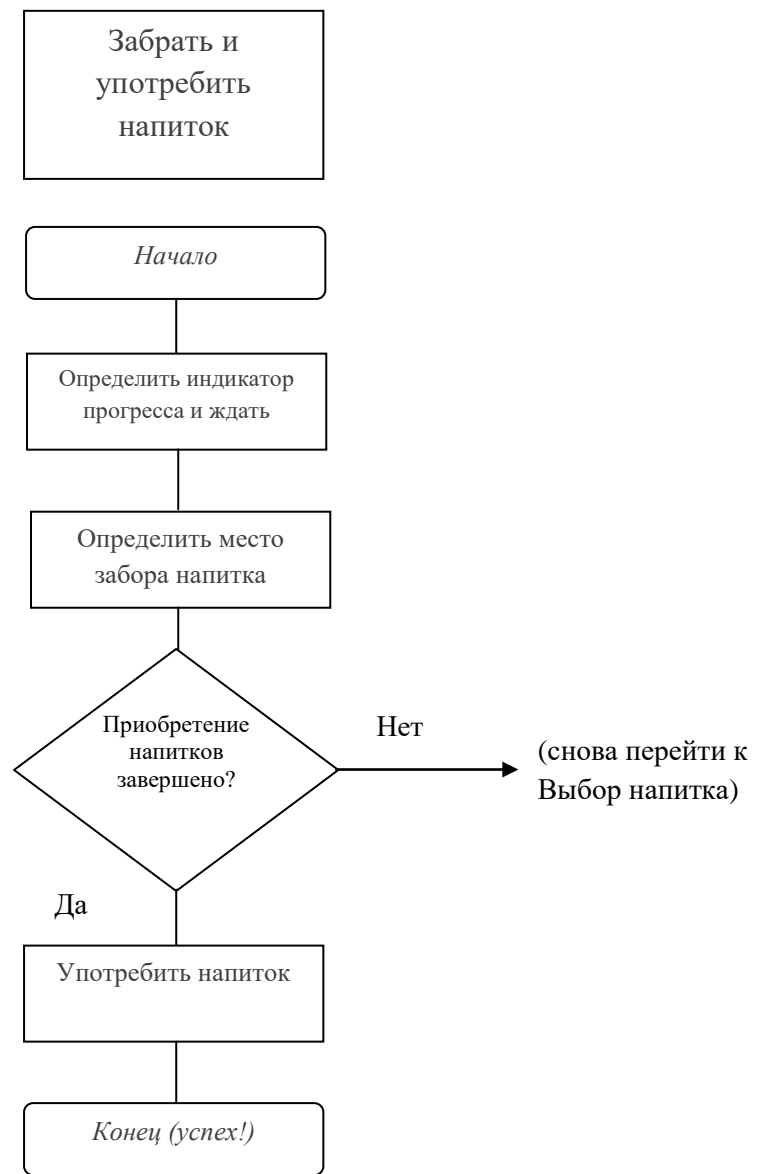 Забрать и
употребить
напиток
Начало
Определить индикатор
прогресса и ждать
Определить место
забора напитка
Приобретение
напитков
завершено?
Нет
(снова перейти к
Выбор напитка)
Да
Употребить напиток
Конец (успех!)